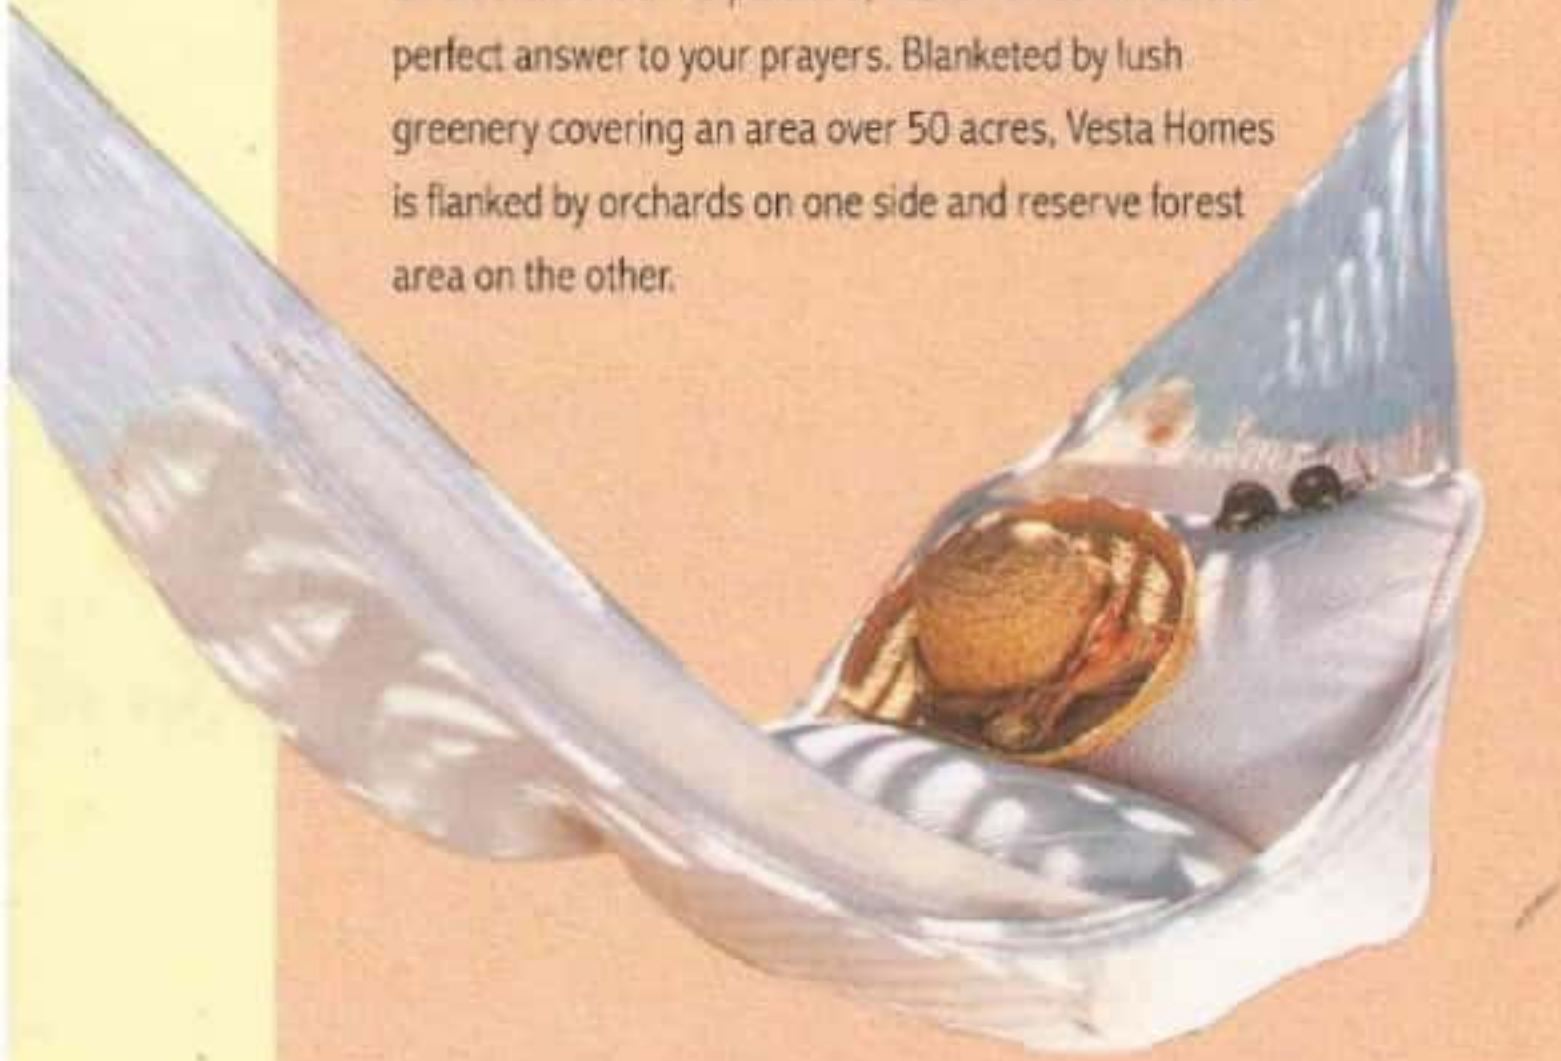 perfect answer to your prayers. Blanketed by lush
greenery covering an area over 50 acres, Vesta Homes
is flanked by orchards on one side and reserve forest
area on the other.